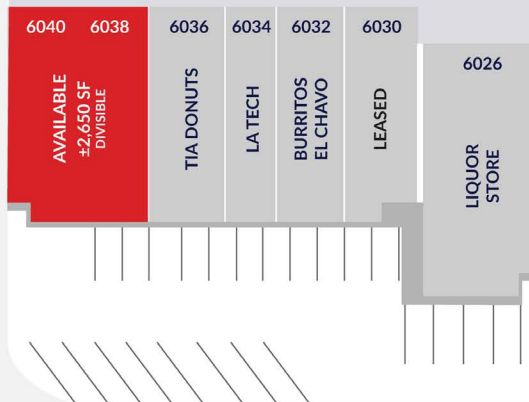 6040 6038 6036 6034 6032 6030
6026
AVAILABLE
±2,650 SF
DIVISIBLE
TIA DONUTS
LA TECH
BURRITOS
EL CHAVO
LEASED
LIQUOR
STORE